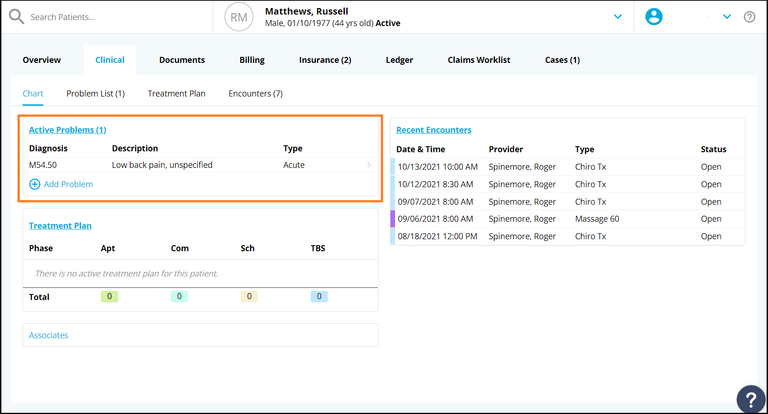 Search Patients...
RM
Matthews, Russell
Male, 01/10/1977 (44 yrs old) Active
?
Overview Clinical Documents Billing Insurance (2) Ledger Claims Worklist Cases (1)
Chart Problem List (1) Treatment Plan Encounters (7)
Active Problems (1)
Diagnosis Description Type
M54.50 Low back pain, unspecified Acute
Add Problem
Treatment Plan
Phase Apt Com Sch TBS
There is no active treatment plan for this patient.
Total 0 0 0 0
Associates
Recent Encounters
Date & Time Provider Type Status
10/13/2021 10:00 AM Spinemore, Roger Chiro Tx Open
10/12/2021 8:30 AM Spinemore, Roger Chiro Tx Open
09/07/2021 8:00 AM Spinemore, Roger Chiro Tx Open
09/06/2021 8:00 AM Spinemore, Roger Massage 60 Open
08/18/2021 12:00 PM Spinemore, Roger Chiro Tx Open
?